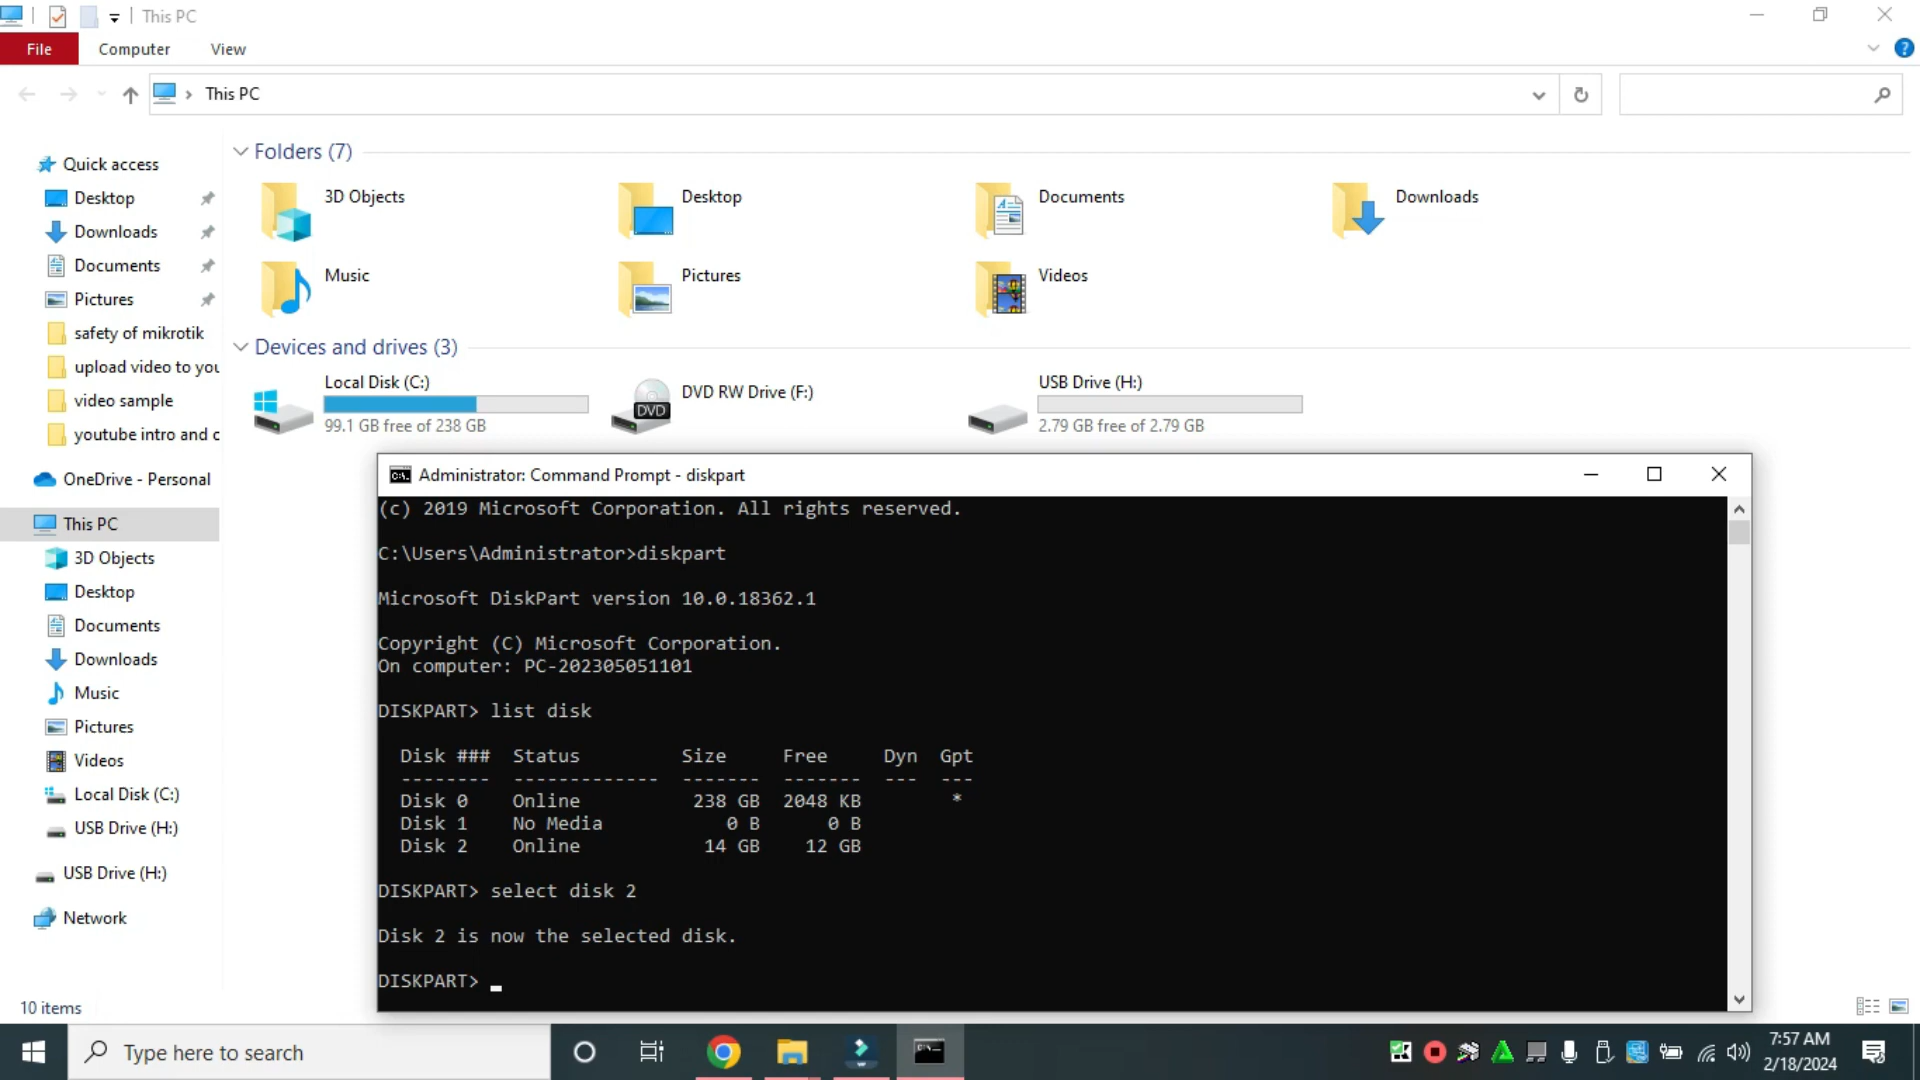 This PC
File Computer View
This PC
Quick access
Desktop
Downloads
Documents
Pictures
safety of mikrotik
upload video to you
video sample
youtube intro and c
OneDrive - Personal
This PC
3D Objects
Desktop
Documents
Downloads
Music
Pictures
Videos
Local Disk (C:)
USB Drive (H:)
USB Drive (H:)
Network
10 items
Folders (7)
3D Objects
Desktop
Documents
Downloads
Music
Pictures
Videos
Devices and drives (3)
Local Disk (C:)
99.1 GB free of 238 GB
DVD
DVD RW Drive (F:)
USB Drive (H:)
2.79 GB free of 2.79 GB
C:\. Administrator: Command Prompt - diskpart
(c) 2019 Microsoft Corporation. All rights reserved.
C:\Users\Administrator>diskpart
Microsoft DiskPart version 10.0.18362.1
Copyright (C) Microsoft Corporation.
On computer: PC-202305051101
DISKPART> list disk
Disk ### Status Size Free Dyn Gpt
-------- ------------- ------- ------- --- ---
Disk 0 Online 238 GB 2048 KB *
Disk 1 No Media 0 B 0 B
Disk 2 Online 14 GB 12 GB
DISKPART> select disk 2
Disk 2 is now the selected disk.
DISKPART> _
Type here to search
7:57 AM
2/18/2024